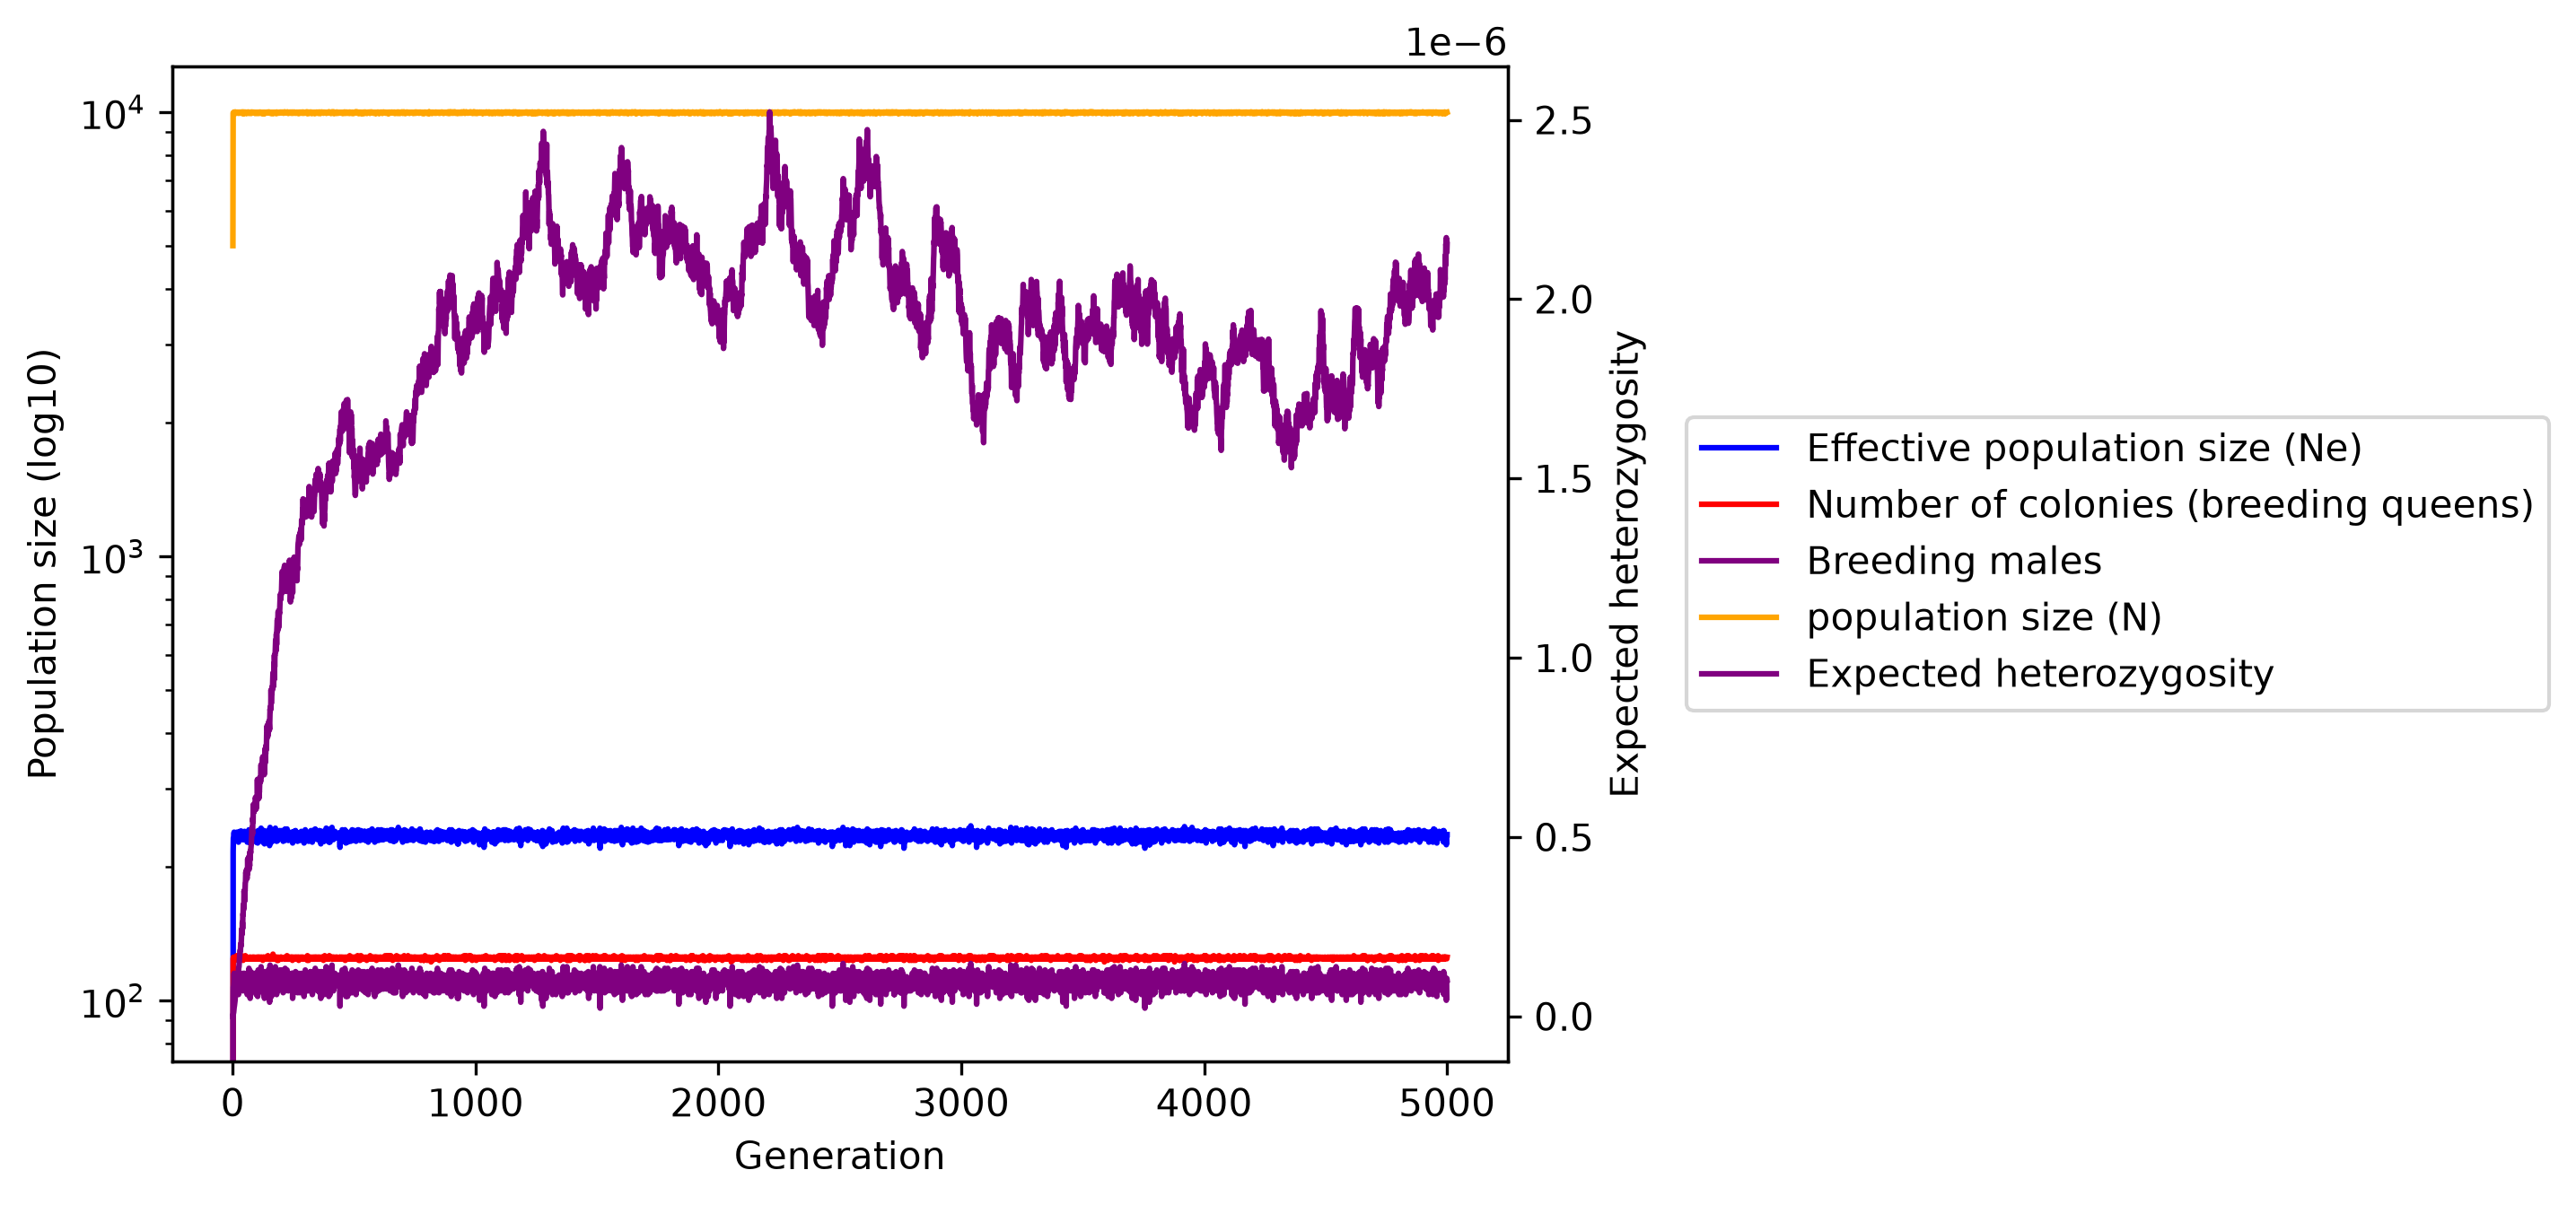 1e−6
10⁴
10³
10²
Population size (log10)
2.5
2.0
1.5
1.0
0.5
0.0
Expected heterozygosity
0 1000 2000 3000 4000 5000
Generation
Effective population size (Ne)
Number of colonies (breeding queens)
Breeding males
population size (N)
Expected heterozygosity